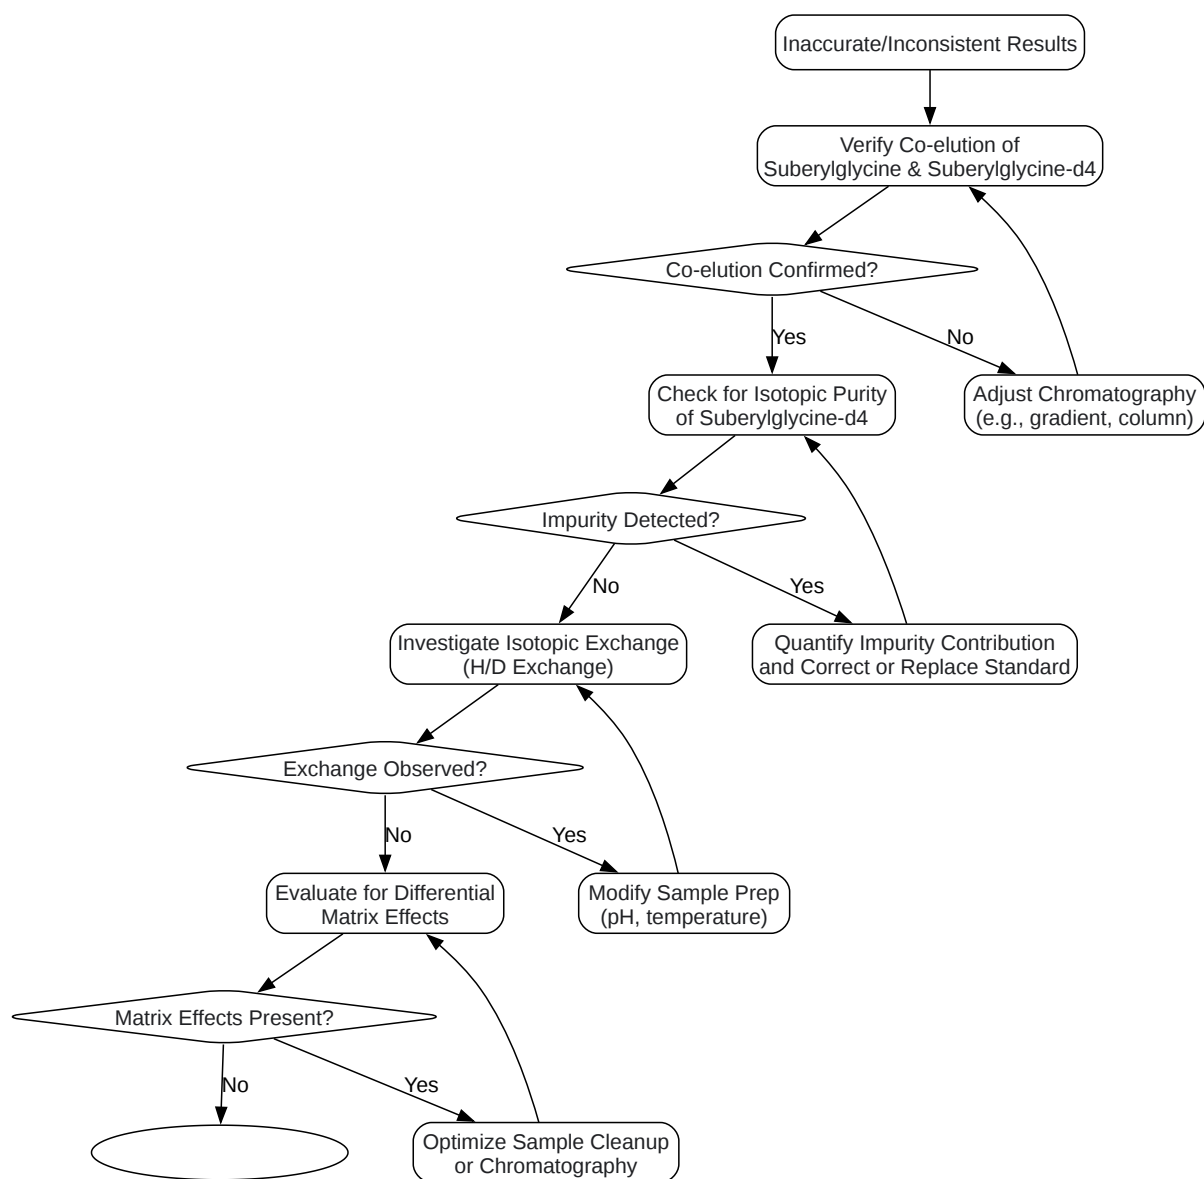 Inaccurate/Inconsistent Results
Verify Co-elution of
Suberylglycine & Suberylglycine-d4
Co-elution Confirmed?
Yes
No
Check for Isotopic Purity
of Suberylglycine-d4
Adjust Chromatography
(e.g., gradient, column)
Impurity Detected?
No
Yes
Investigate Isotopic Exchange
(H/D Exchange)
Quantify Impurity Contribution
and Correct or Replace Standard
Exchange Observed?
No
Yes
Evaluate for Differential
Matrix Effects
Modify Sample Prep
(pH, temperature)
Matrix Effects Present?
No
Yes
Optimize Sample Cleanup
or Chromatography